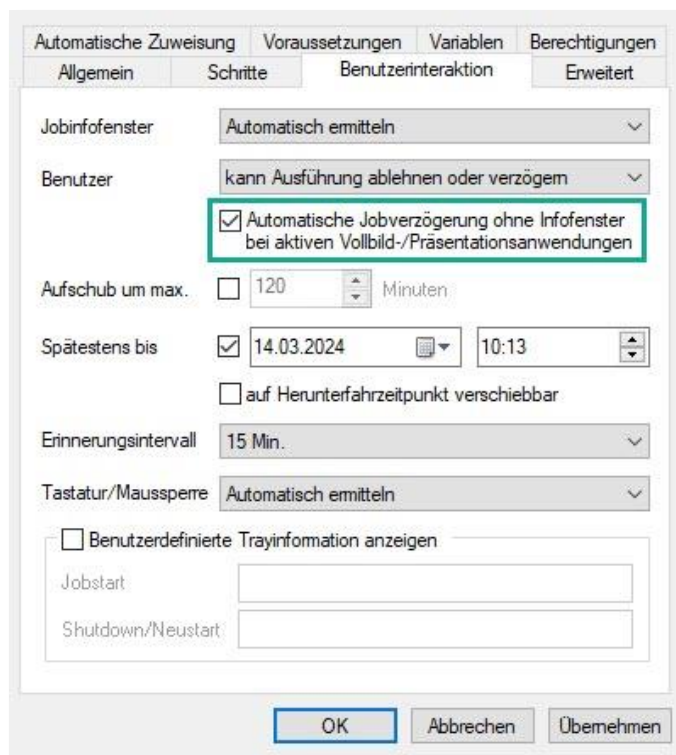 Automatische Zuweisung Voraussetzungen Variablen Berechtigungen
Allgemein Schritte Benutzerinteraktion Erweitert
Jobinfofenster Automatisch ermitteln
Benutzer kann Ausführung ablehnen oder verzögern
Automatische Jobverzögerung ohne Infofenster
bei aktiven Vollbild-/Präsentationsanwendungen
Aufschub um max. 120 Minuten
Spätestens bis 14.03.2024 10:13
auf Herunterfahrzeitpunkt verschiebbar
Erinnerungsintervall 15 Min.
Tastatur/Maussperre Automatisch ermitteln
Benutzerdefinierte Trayinformation anzeigen
Jobstart
Shutdown/Neustart
OK Abbrechen Übernehmen